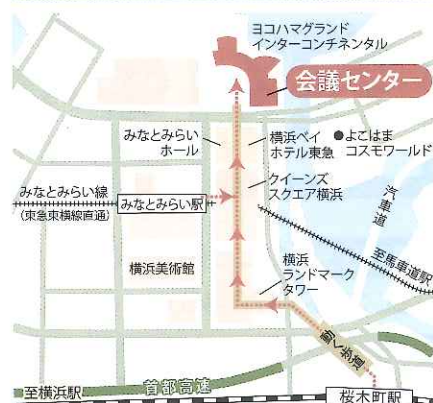 ヨコハマグランド
インターコンチネンタル
会議センター
みなとみらい
ホール
横浜ベイ
ホテル東急
●よこはま
コスモワールド
クイーンズ
スクエア横浜
汽車道
みなとみらい線
(東急東横線直通)
みなとみらい駅
至馬車道駅
横浜美術館
横浜
ランドマーク
タワー
動く歩道
至横浜駅
首都高速
桜木町駅